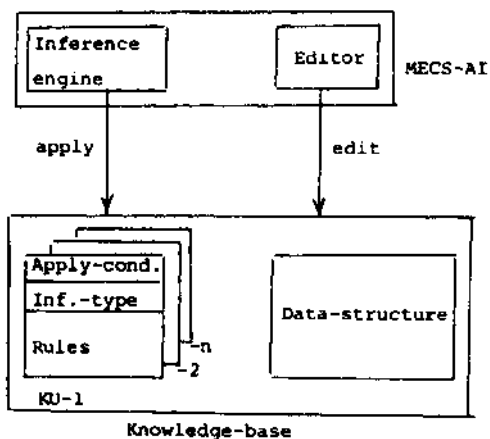 Inference
engine
Editor
MECS-AI
apply
edit
Apply-cond.
Inf.-type
Rules
Data-structure
-n
-2
KU-1
Knowledge-base